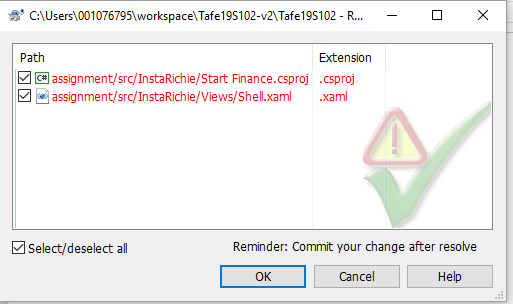 C:\Users\001076795\workspace\Tafe19S102-v2\Tafe19S102 - R...
Path Extension
C# assignment/src/InstaRichie/Start Finance.csproj .csproj
assignment/src/InstaRichie/Views/Shell.xaml .xaml
Select/deselect all Reminder: Commit your change after resolve
OK Cancel Help